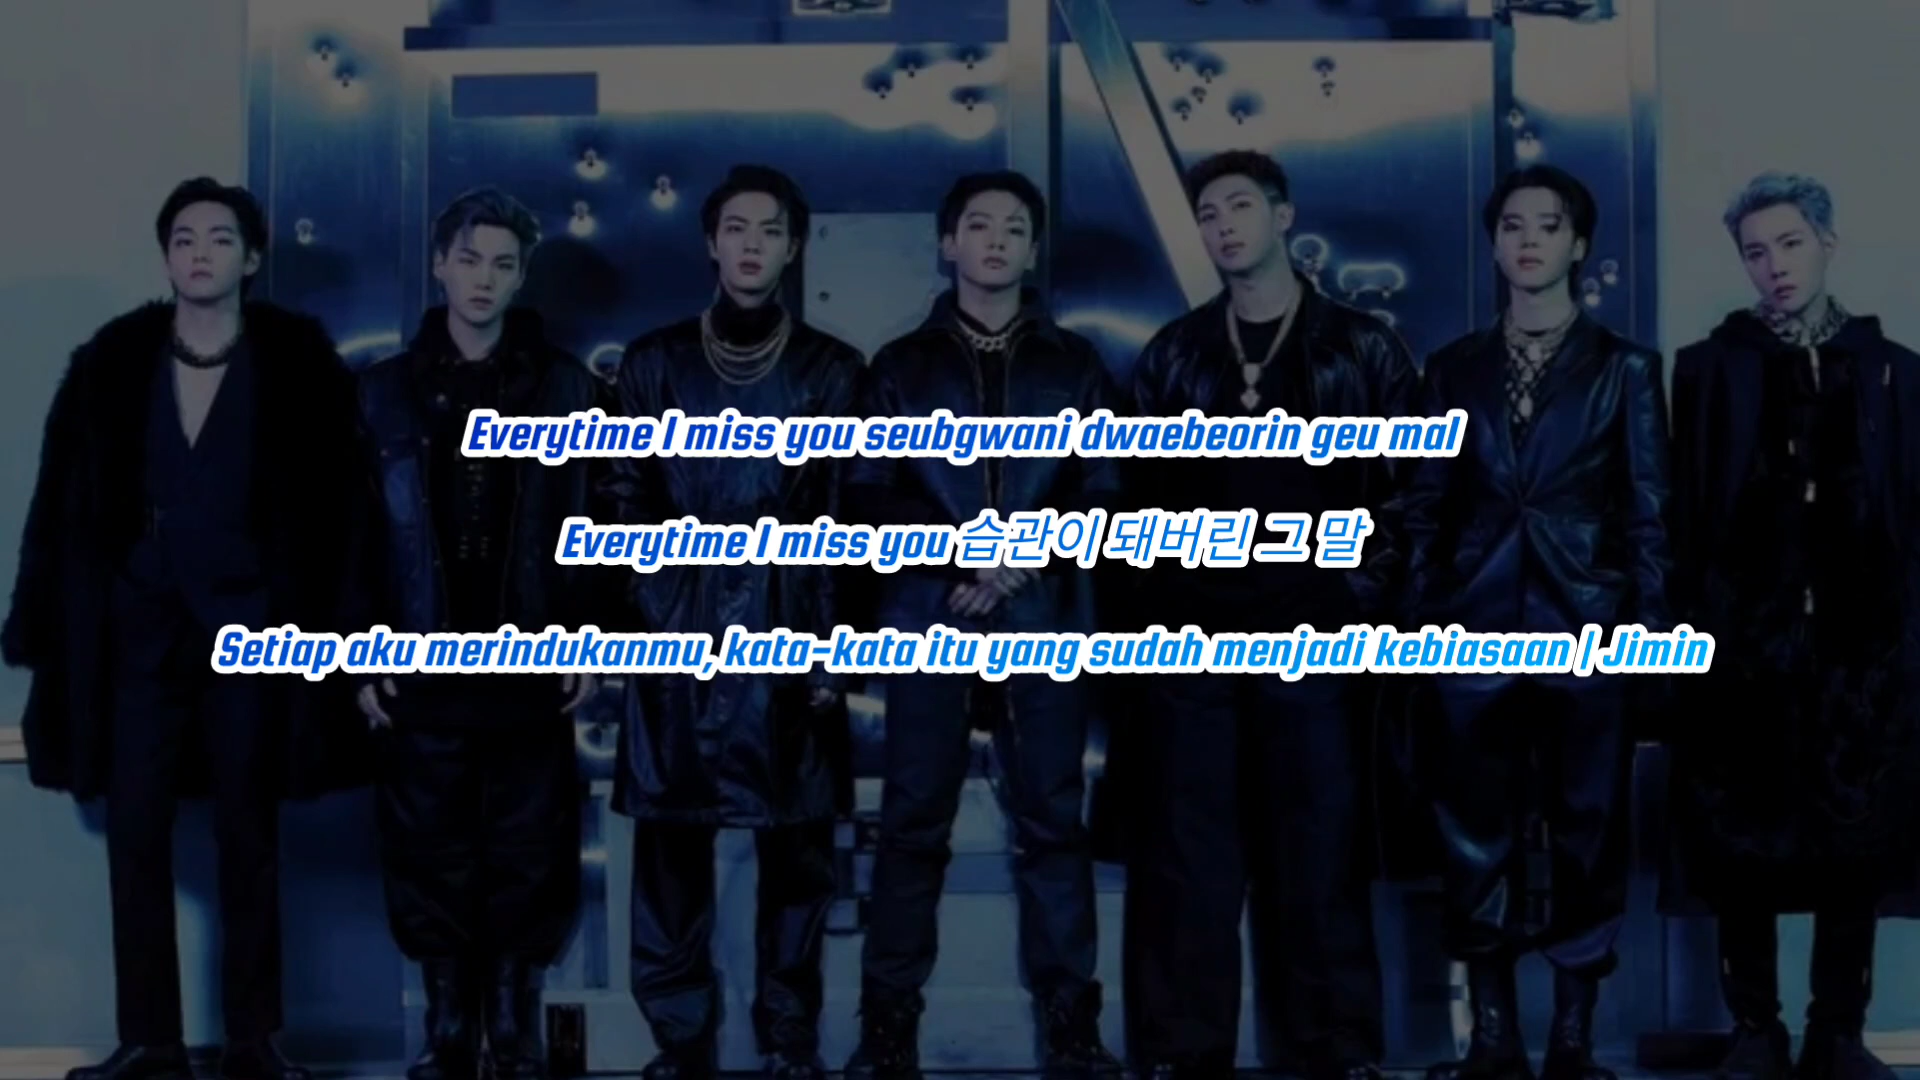 Everytime I miss you seubgwani dwaebeorin geu mal
Everytime I miss you 습관이 돼버린 그 말
Setiap aku merindukanmu, kata-kata itu yang sudah menjadi kebiasaan | Jimin